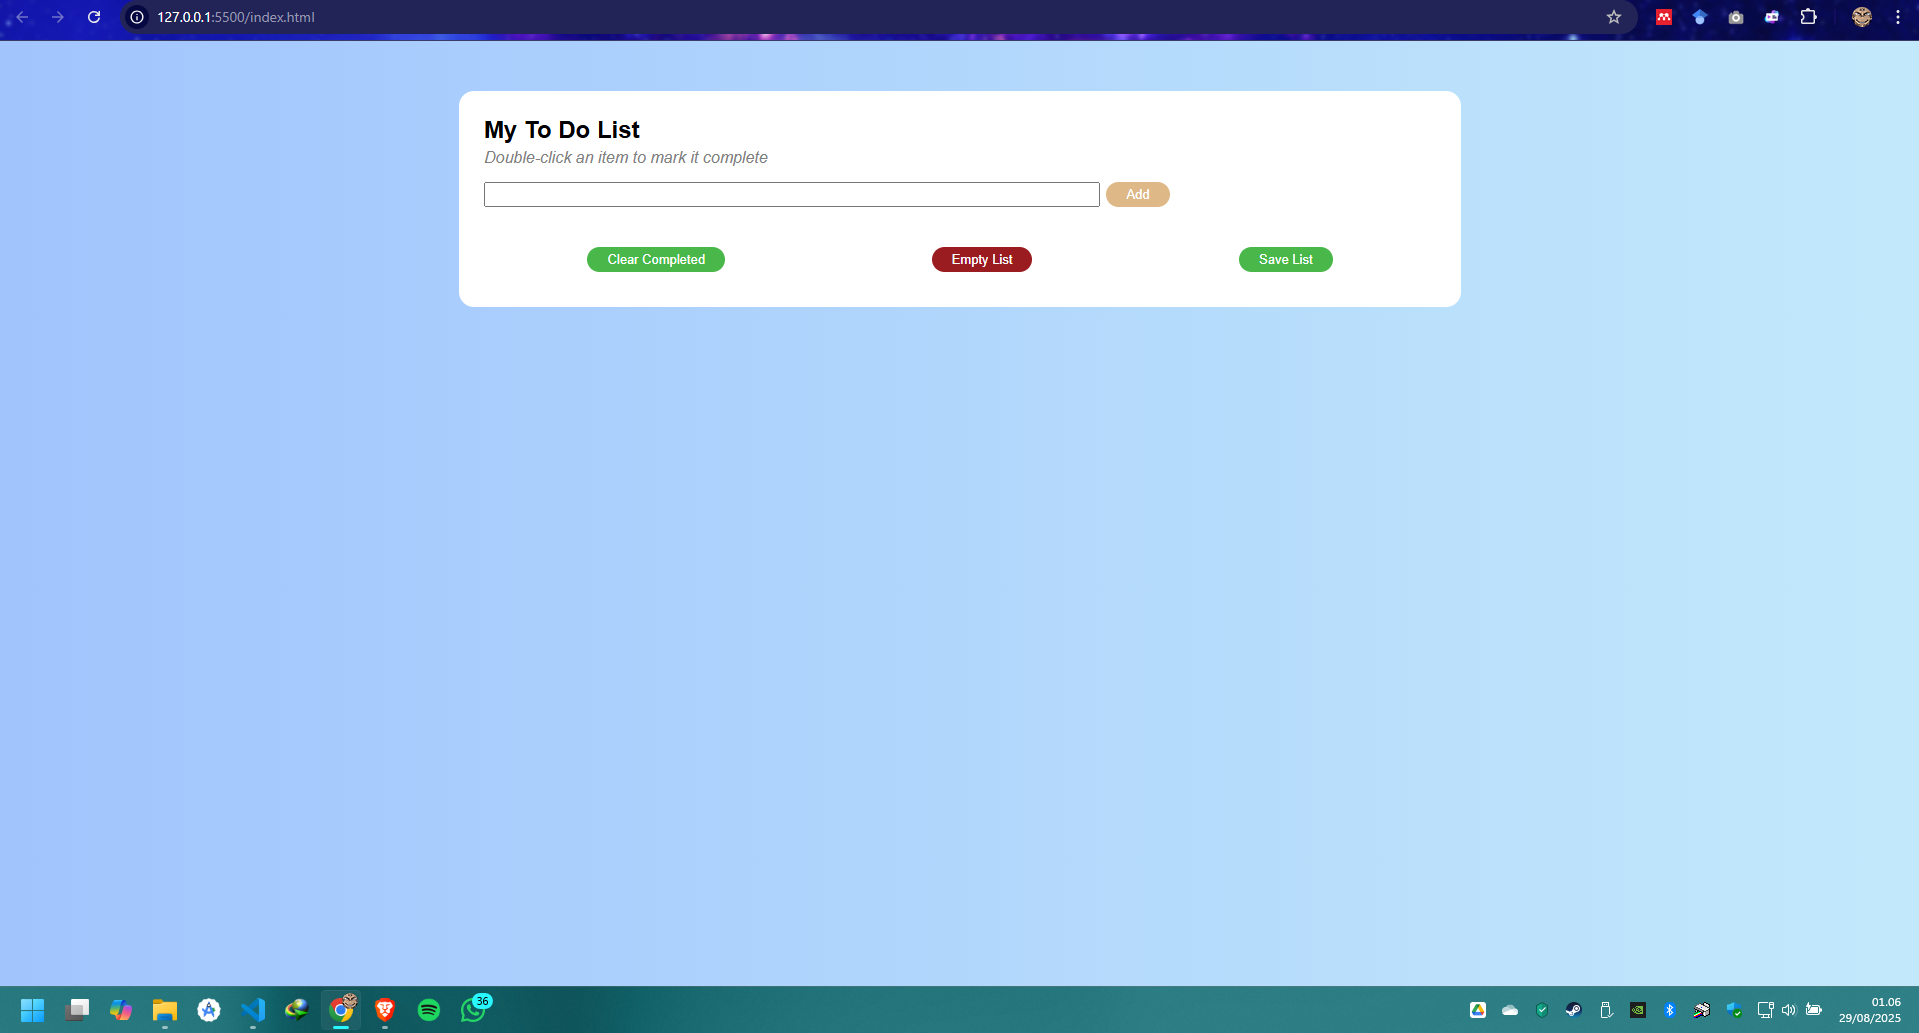 127.0.0.1:5500/index.html
My To Do List
Double-click an item to mark it complete
Add
Clear Completed
Empty List
Save List
36
01.06
29/08/2025